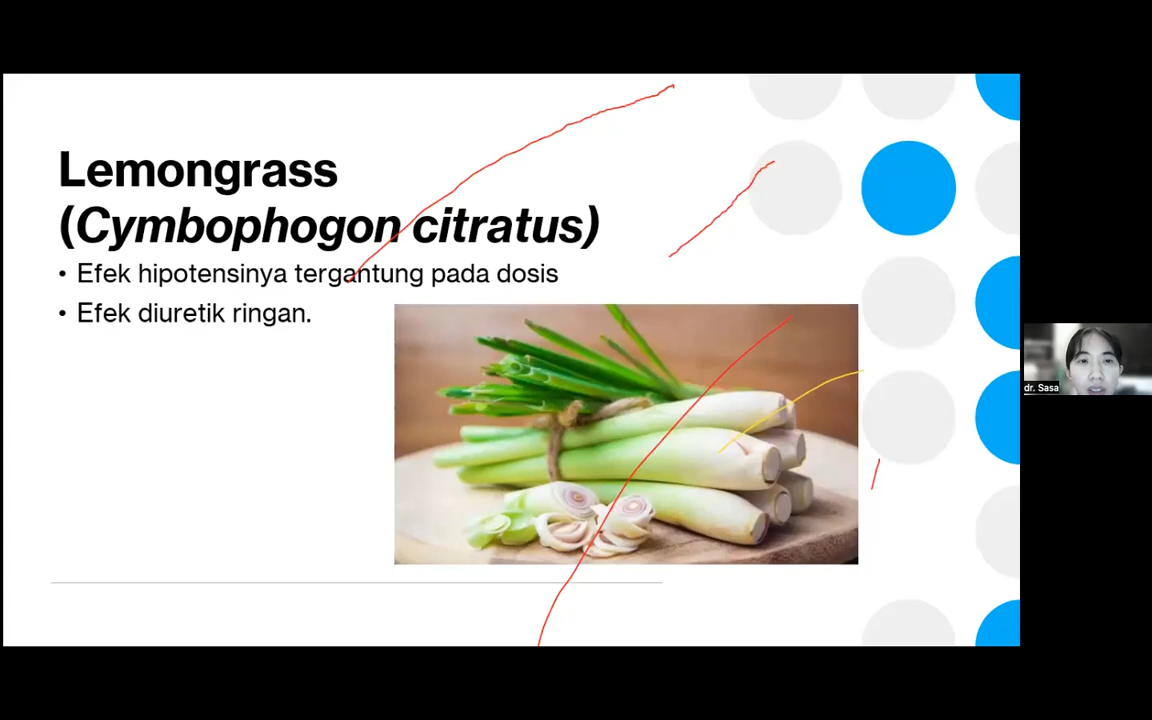 Lemongrass
(Cymbophogon citratus)
• Efek hipotensinya tergantung pada dosis
• Efek diuretik ringan.
dr. Sasa